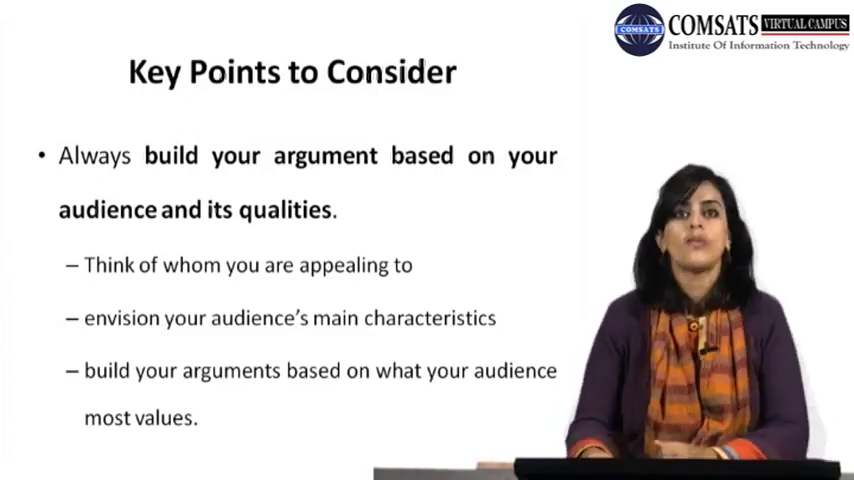 COMSATS VIRTUAL CAMPUS
COMSATS
Institute Of Information Technology
Key Points to Consider
• Always build your argument based on your
audience and its qualities.
– Think of whom you are appealing to
– envision your audience's main characteristics
– build your arguments based on what your audience
most values.